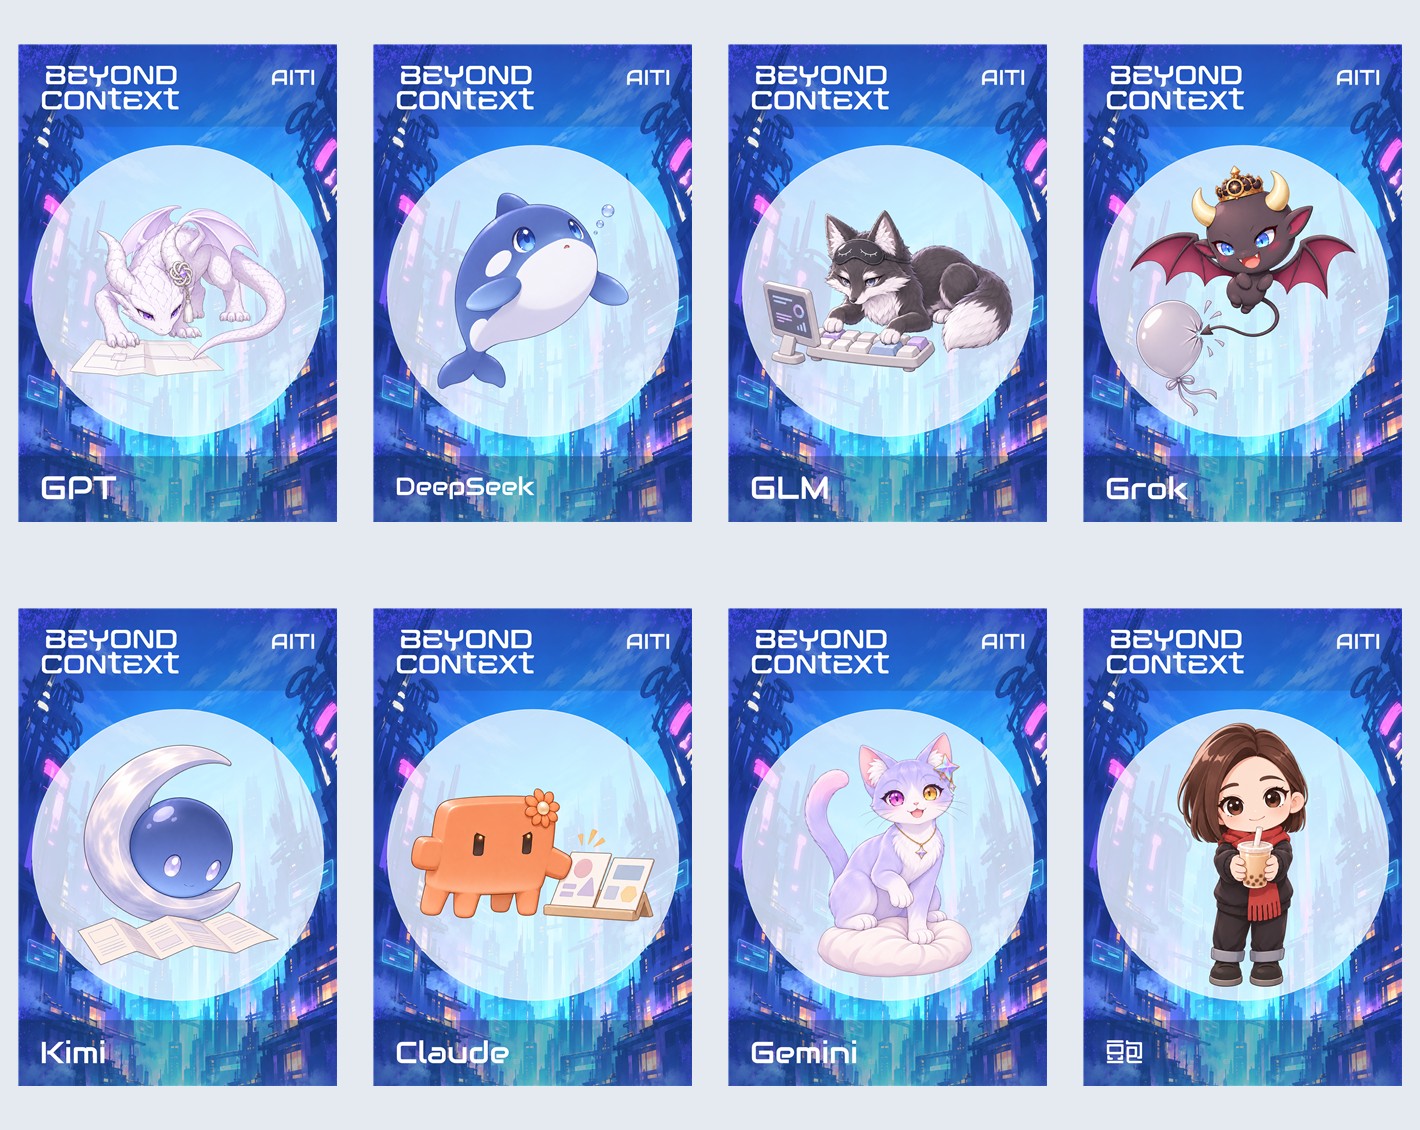 BEYOND
CONTEXT
AITI
GPT
BEYOND
CONTEXT
AITI
DeepSeek
BEYOND
CONTEXT
AITI
GLM
BEYOND
CONTEXT
AITI
Grok
BEYOND
CONTEXT
AITI
Kimi
BEYOND
CONTEXT
AITI
Claude
BEYOND
CONTEXT
AITI
Gemini
BEYOND
CONTEXT
AITI
豆包